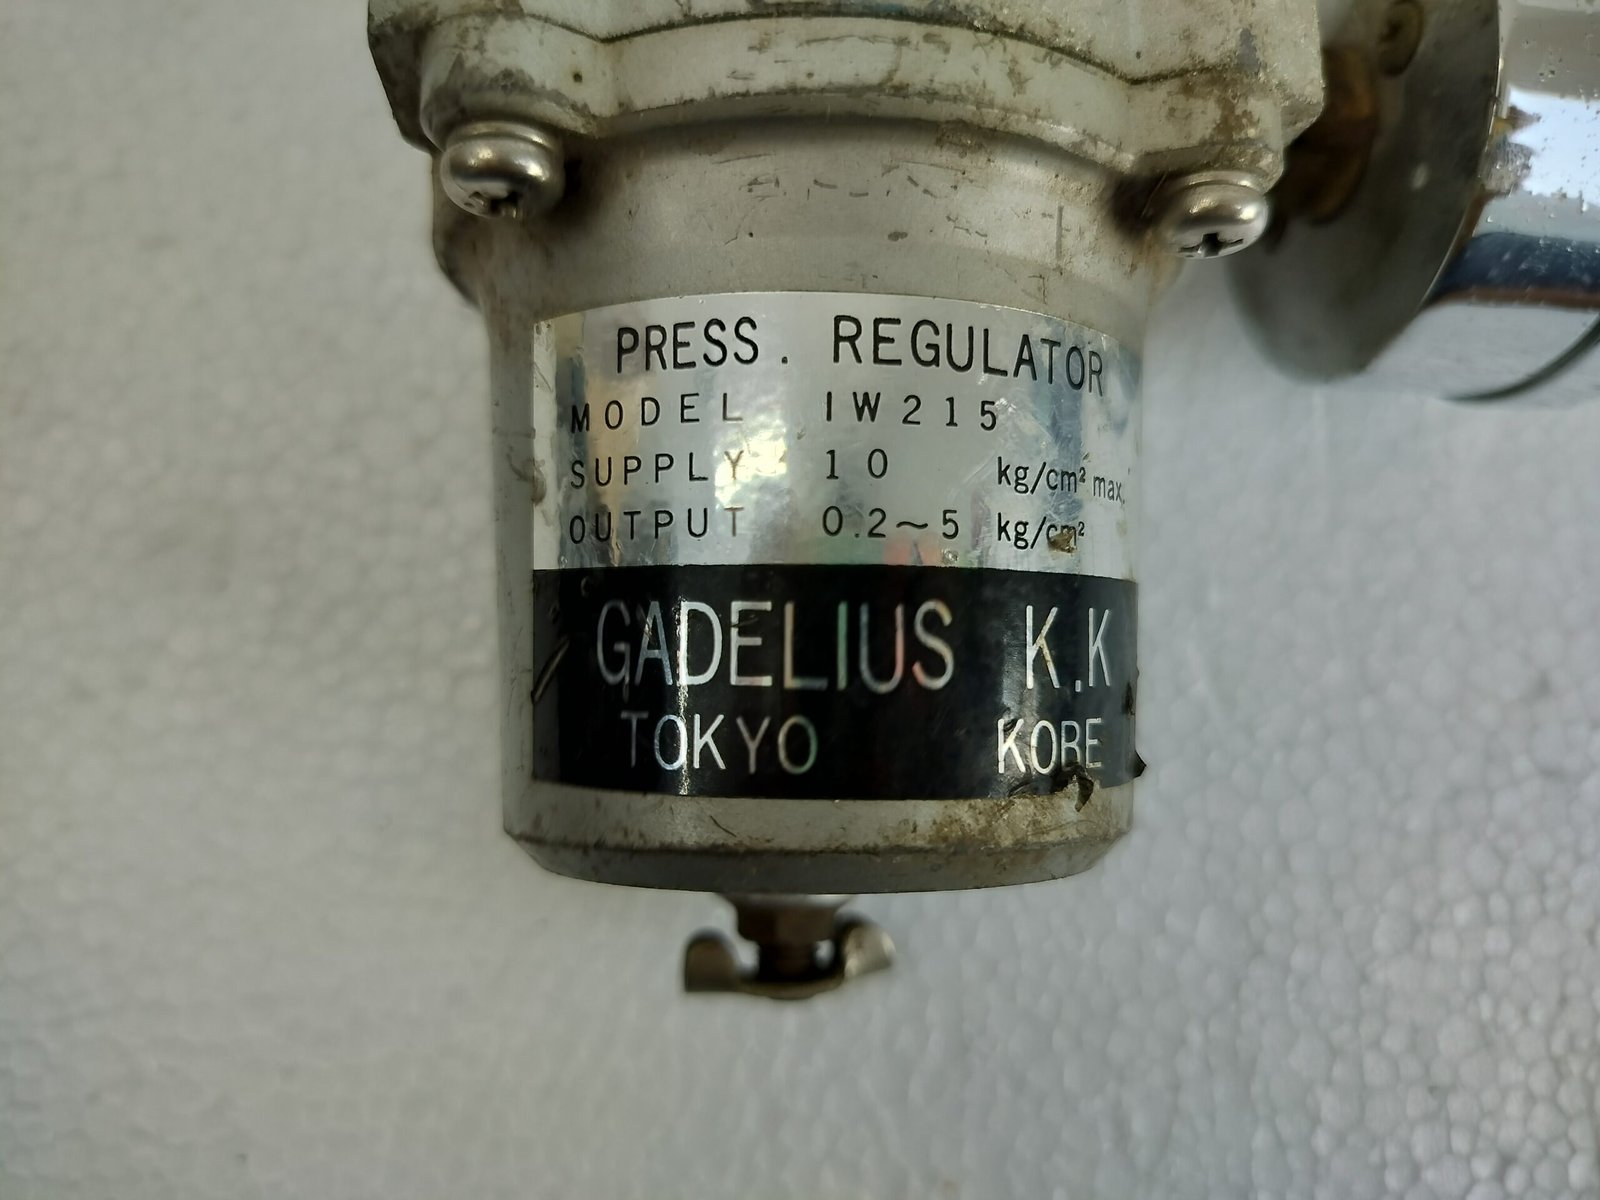 PRESS. REGULATOR
MODEL IW215
SUPPLY 10 kg/cm² max.
OUTPUT 0.2~5 kg/cm²
GADELIUS K.K
TOKYO KOBE